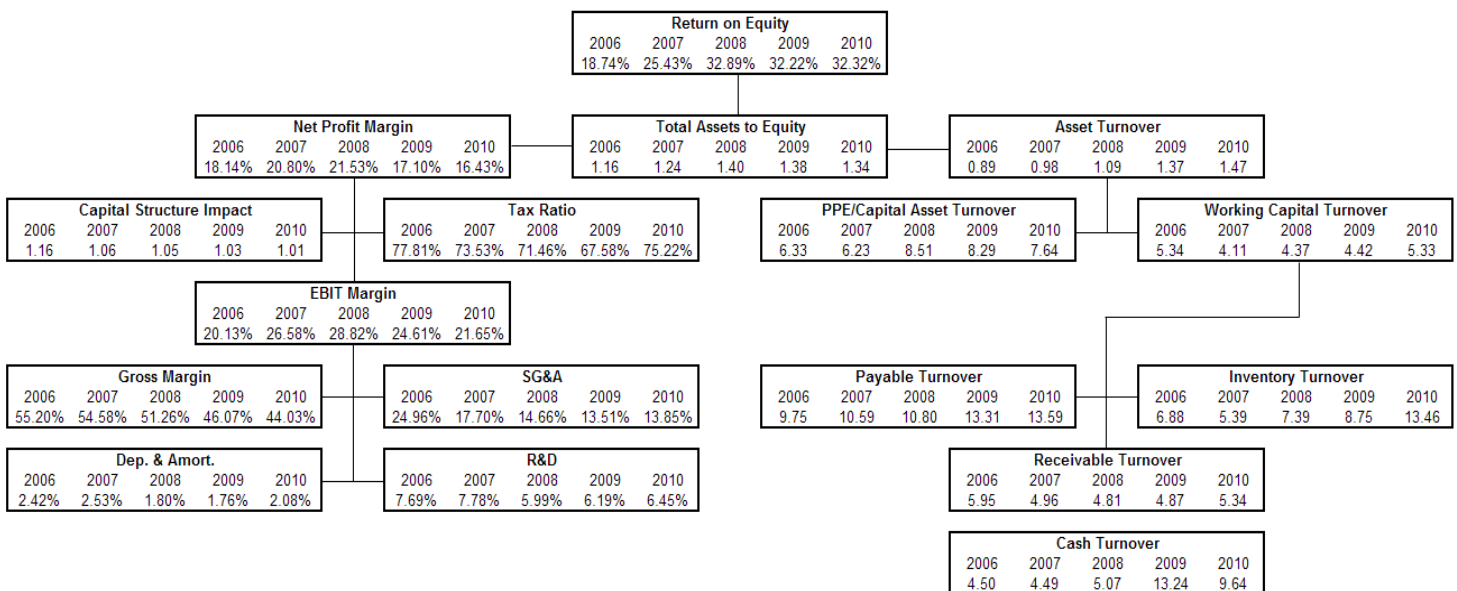 Return on Equity
2006 2007 2008 2009 2010
18.74% 25.43% 32.89% 32.22% 32.32%
Net Profit Margin
2006 2007 2008 2009 2010
18.14% 20.80% 21.53% 17.10% 16.43%
Total Assets to Equity
2006 2007 2008 2009 2010
1.16 1.24 1.40 1.38 1.34
Asset Turnover
2006 2007 2008 2009 2010
0.89 0.98 1.09 1.37 1.47
Capital Structure Impact
2006 2007 2008 2009 2010
1.16 1.06 1.05 1.03 1.01
Tax Ratio
2006 2007 2008 2009 2010
77.81% 73.53% 71.46% 67.58% 75.22%
PPE/Capital Asset Turnover
2006 2007 2008 2009 2010
6.33 6.23 8.51 8.29 7.64
Working Capital Turnover
2006 2007 2008 2009 2010
5.34 4.11 4.37 4.42 5.33
EBIT Margin
2006 2007 2008 2009 2010
20.13% 26.58% 28.82% 24.61% 21.65%
Gross Margin
2006 2007 2008 2009 2010
55.20% 54.58% 51.26% 46.07% 44.03%
SG&A
2006 2007 2008 2009 2010
24.96% 17.70% 14.66% 13.51% 13.85%
Payable Turnover
2006 2007 2008 2009 2010
9.75 10.59 10.80 13.31 13.59
Inventory Turnover
2006 2007 2008 2009 2010
6.88 5.39 7.39 8.75 13.46
Dep. & Amort.
2006 2007 2008 2009 2010
2.42% 2.53% 1.80% 1.76% 2.08%
R&D
2006 2007 2008 2009 2010
7.69% 7.78% 5.99% 6.19% 6.45%
Receivable Turnover
2006 2007 2008 2009 2010
5.95 4.96 4.81 4.87 5.34
Cash Turnover
2006 2007 2008 2009 2010
4.50 4.49 5.07 13.24 9.64